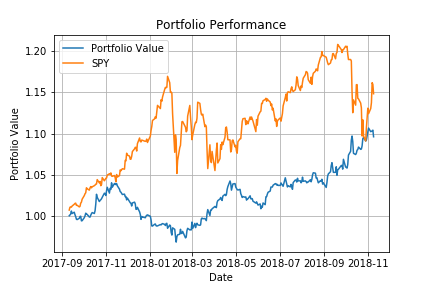 Portfolio Performance
Portfolio Value
SPY
1.20
1.15
1.10
1.05
1.00
Portfolio Value
2017-09 2017-11 2018-01 2018-03 2018-05 2018-07 2018-09 2018-11
Date